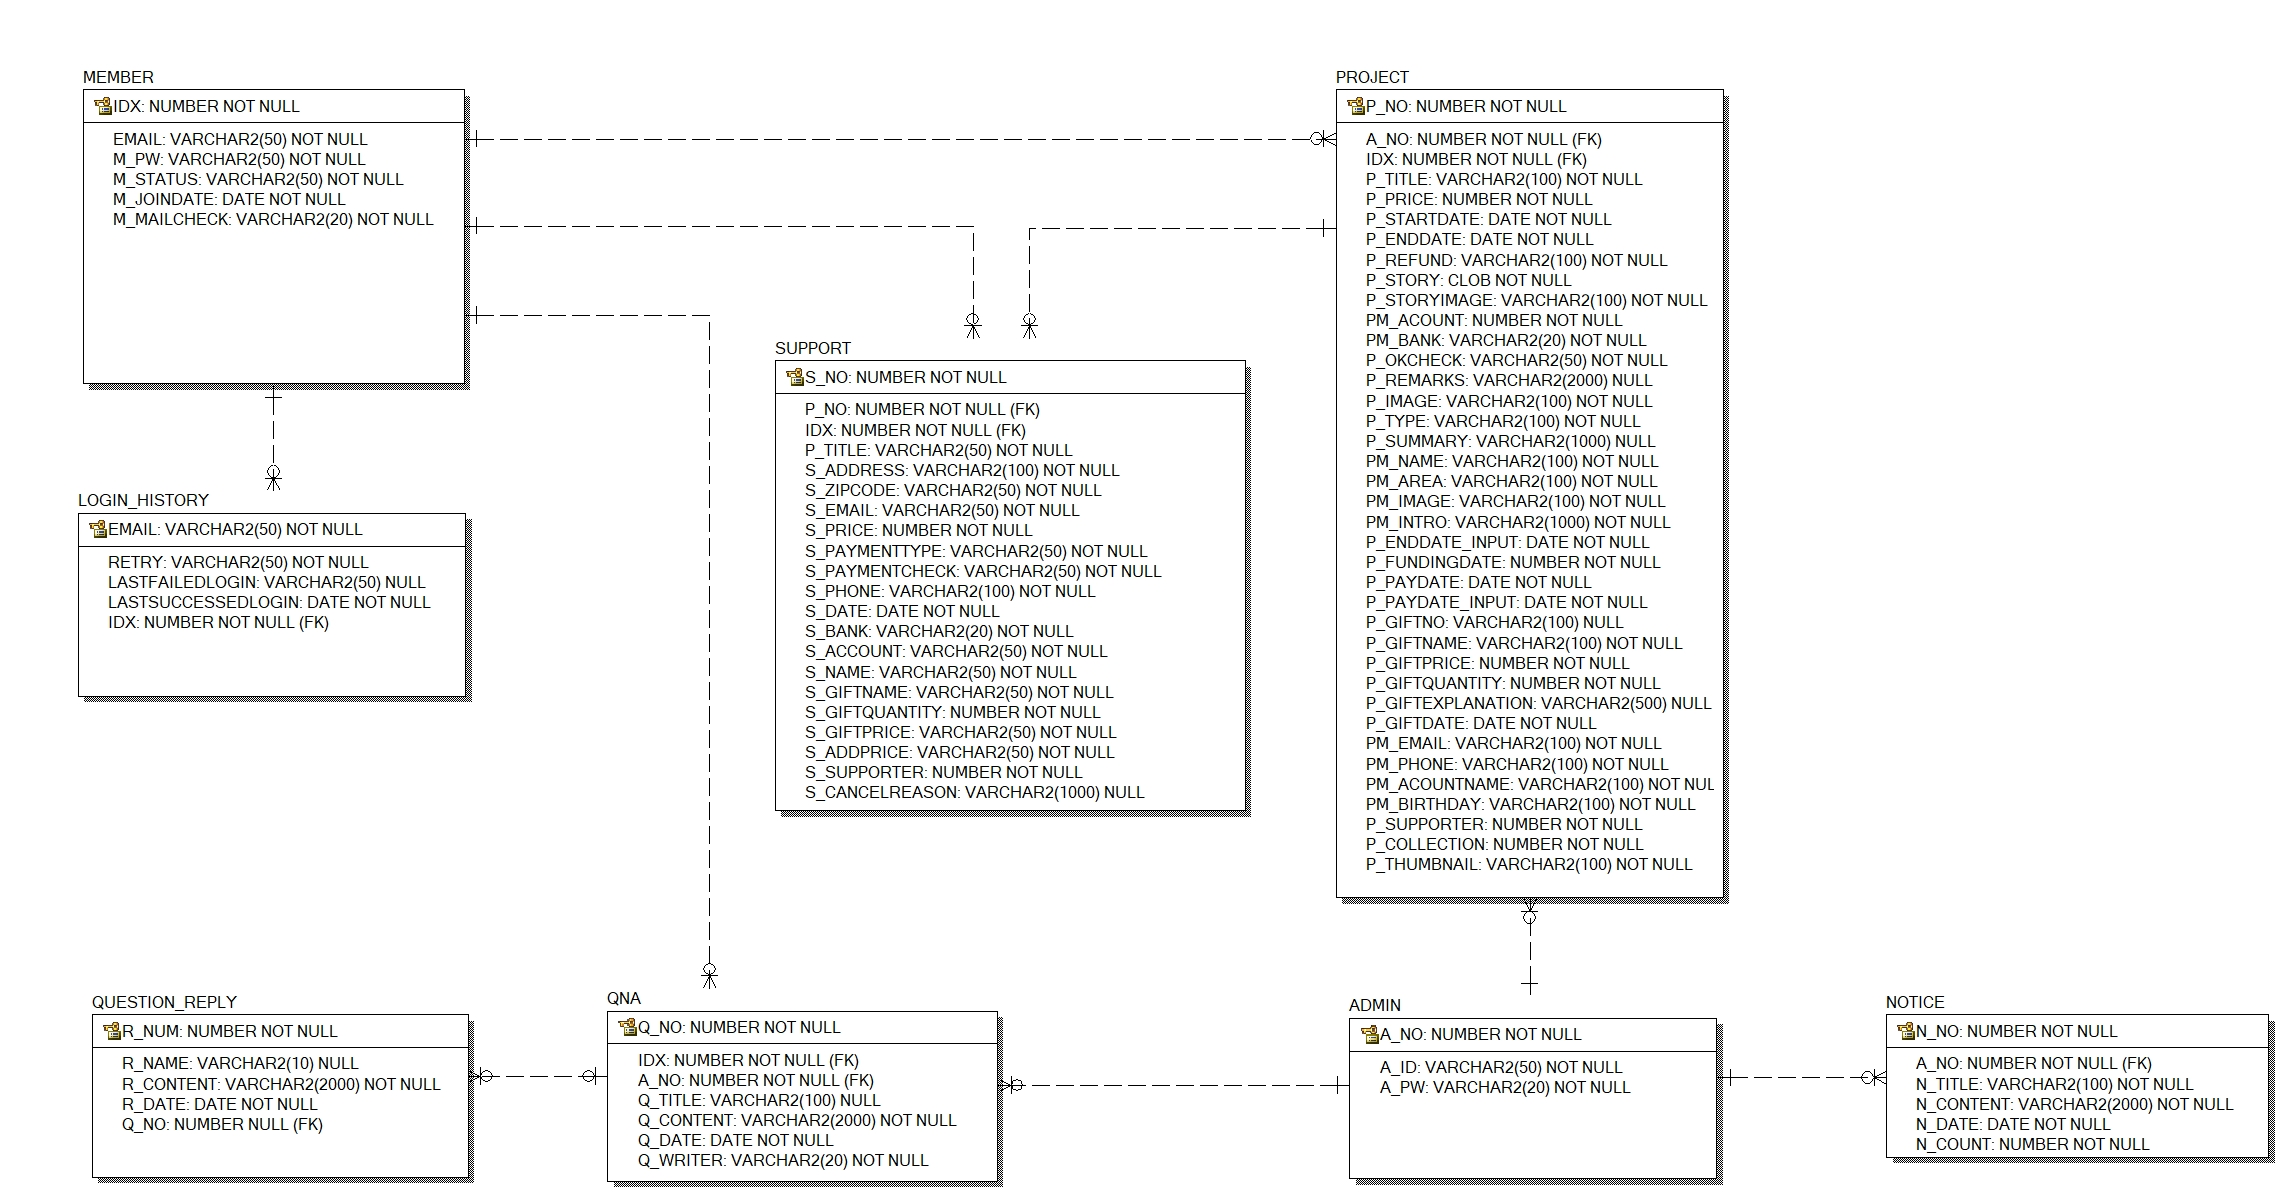 MEMBER
IDX: NUMBER NOT NULL
EMAIL: VARCHAR2(50) NOT NULL
M_PW: VARCHAR2(50) NOT NULL
M_STATUS: VARCHAR2(50) NOT NULL
M_JOINDATE: DATE NOT NULL
M_MAILCHECK: VARCHAR2(20) NOT NULL
PROJECT
P_NO: NUMBER NOT NULL
A_NO: NUMBER NOT NULL (FK)
IDX: NUMBER NOT NULL (FK)
P_TITLE: VARCHAR2(100) NOT NULL
P_PRICE: NUMBER NOT NULL
P_STARTDATE: DATE NOT NULL
P_ENDDATE: DATE NOT NULL
P_REFUND: VARCHAR2(100) NOT NULL
P_STORY: CLOB NOT NULL
P_STORYIMAGE: VARCHAR2(100) NOT NULL
PM_ACOUNT: NUMBER NOT NULL
PM_BANK: VARCHAR2(20) NOT NULL
P_OKCHECK: VARCHAR2(50) NOT NULL
P_REMARKS: VARCHAR2(2000) NULL
P_IMAGE: VARCHAR2(100) NOT NULL
P_TYPE: VARCHAR2(100) NOT NULL
P_SUMMARY: VARCHAR2(1000) NULL
PM_NAME: VARCHAR2(100) NOT NULL
PM_AREA: VARCHAR2(100) NOT NULL
PM_IMAGE: VARCHAR2(100) NOT NULL
PM_INTRO: VARCHAR2(1000) NOT NULL
P_ENDDATE_INPUT: DATE NOT NULL
P_FUNDINGDATE: NUMBER NOT NULL
P_PAYDATE: DATE NOT NULL
P_PAYDATE_INPUT: DATE NOT NULL
P_GIFTNO: VARCHAR2(100) NULL
P_GIFTNAME: VARCHAR2(100) NOT NULL
P_GIFTPRICE: NUMBER NOT NULL
P_GIFTQUANTITY: NUMBER NOT NULL
P_GIFTEXPLANATION: VARCHAR2(500) NULL
P_GIFTDATE: DATE NOT NULL
PM_EMAIL: VARCHAR2(100) NOT NULL
PM_PHONE: VARCHAR2(100) NOT NULL
PM_ACOUNTNAME: VARCHAR2(100) NOT NUL
PM_BIRTHDAY: VARCHAR2(100) NOT NULL
P_SUPPORTER: NUMBER NOT NULL
P_COLLECTION: NUMBER NOT NULL
P_THUMBNAIL: VARCHAR2(100) NOT NULL
SUPPORT
S_NO: NUMBER NOT NULL
P_NO: NUMBER NOT NULL (FK)
IDX: NUMBER NOT NULL (FK)
P_TITLE: VARCHAR2(50) NOT NULL
S_ADDRESS: VARCHAR2(100) NOT NULL
S_ZIPCODE: VARCHAR2(50) NOT NULL
S_EMAIL: VARCHAR2(50) NOT NULL
S_PRICE: NUMBER NOT NULL
S_PAYMENTTYPE: VARCHAR2(50) NOT NULL
S_PAYMENTCHECK: VARCHAR2(50) NOT NULL
S_PHONE: VARCHAR2(100) NOT NULL
S_DATE: DATE NOT NULL
S_BANK: VARCHAR2(20) NOT NULL
S_ACCOUNT: VARCHAR2(50) NOT NULL
S_NAME: VARCHAR2(50) NOT NULL
S_GIFTNAME: VARCHAR2(50) NOT NULL
S_GIFTQUANTITY: NUMBER NOT NULL
S_GIFTPRICE: VARCHAR2(50) NOT NULL
S_ADDPRICE: VARCHAR2(50) NOT NULL
S_SUPPORTER: NUMBER NOT NULL
S_CANCELREASON: VARCHAR2(1000) NULL
LOGIN_HISTORY
EMAIL: VARCHAR2(50) NOT NULL
RETRY: VARCHAR2(50) NOT NULL
LASTFAILEDLOGIN: VARCHAR2(50) NULL
LASTSUCCESSEDLOGIN: DATE NOT NULL
IDX: NUMBER NOT NULL (FK)
QUESTION_REPLY
R_NUM: NUMBER NOT NULL
R_NAME: VARCHAR2(10) NULL
R_CONTENT: VARCHAR2(2000) NOT NULL
R_DATE: DATE NOT NULL
Q_NO: NUMBER NULL (FK)
QNA
Q_NO: NUMBER NOT NULL
IDX: NUMBER NOT NULL (FK)
A_NO: NUMBER NOT NULL (FK)
Q_TITLE: VARCHAR2(100) NULL
Q_CONTENT: VARCHAR2(2000) NOT NULL
Q_DATE: DATE NOT NULL
Q_WRITER: VARCHAR2(20) NOT NULL
ADMIN
A_NO: NUMBER NOT NULL
A_ID: VARCHAR2(50) NOT NULL
A_PW: VARCHAR2(20) NOT NULL
NOTICE
N_NO: NUMBER NOT NULL
A_NO: NUMBER NOT NULL (FK)
N_TITLE: VARCHAR2(100) NOT NULL
N_CONTENT: VARCHAR2(2000) NOT NULL
N_DATE: DATE NOT NULL
N_COUNT: NUMBER NOT NULL